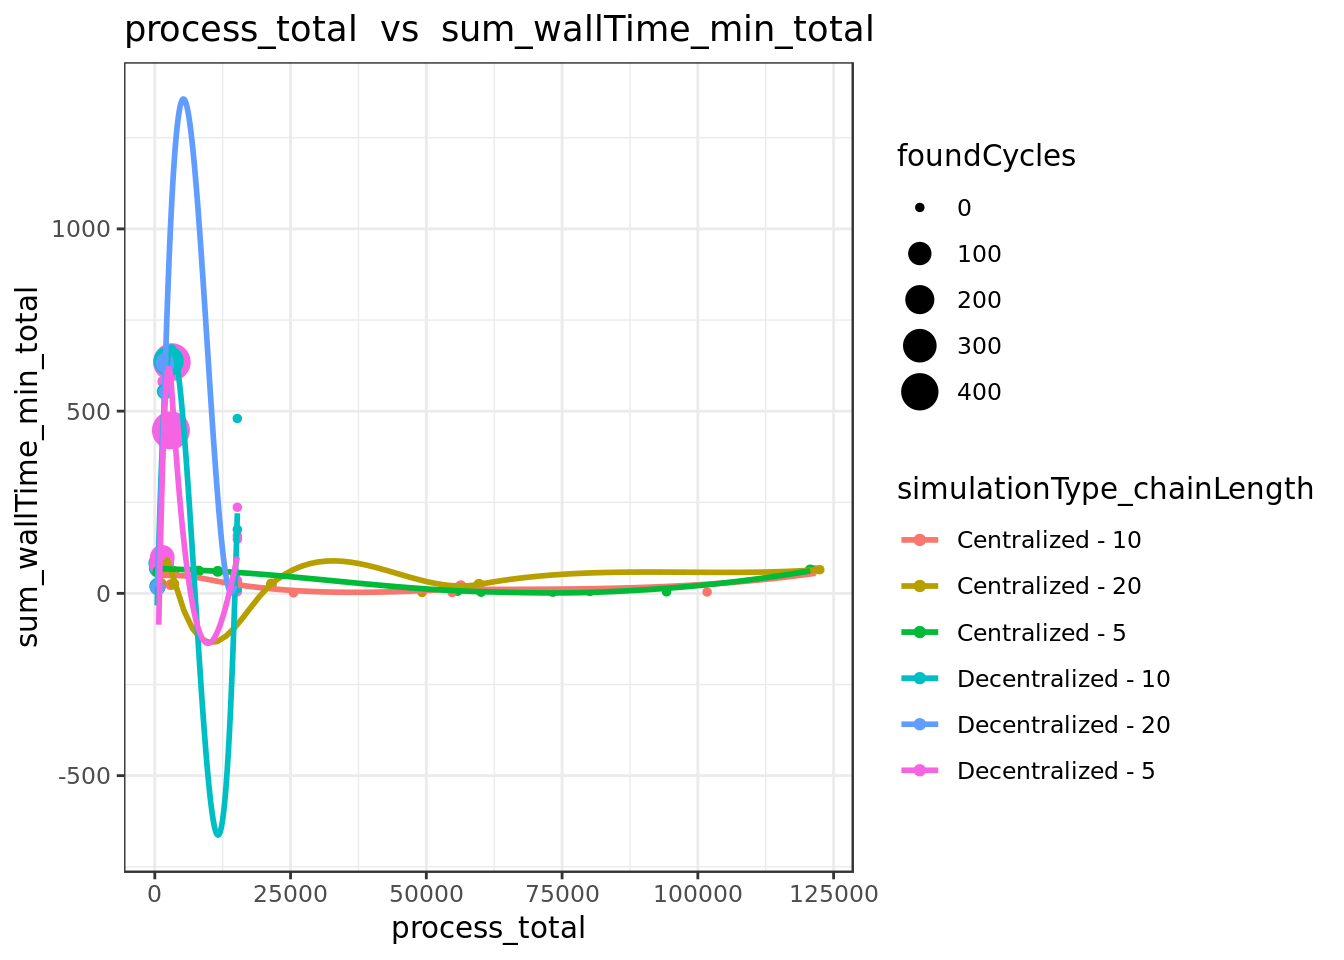 process_total  vs  sum_wallTime_min_total
sum_wallTime_min_total
1000
500
0
-500
0
25000
50000
75000
100000
125000
process_total
foundCycles
0
100
200
300
400
simulationType_chainLength
Centralized - 10
Centralized - 20
Centralized - 5
Decentralized - 10
Decentralized - 20
Decentralized - 5